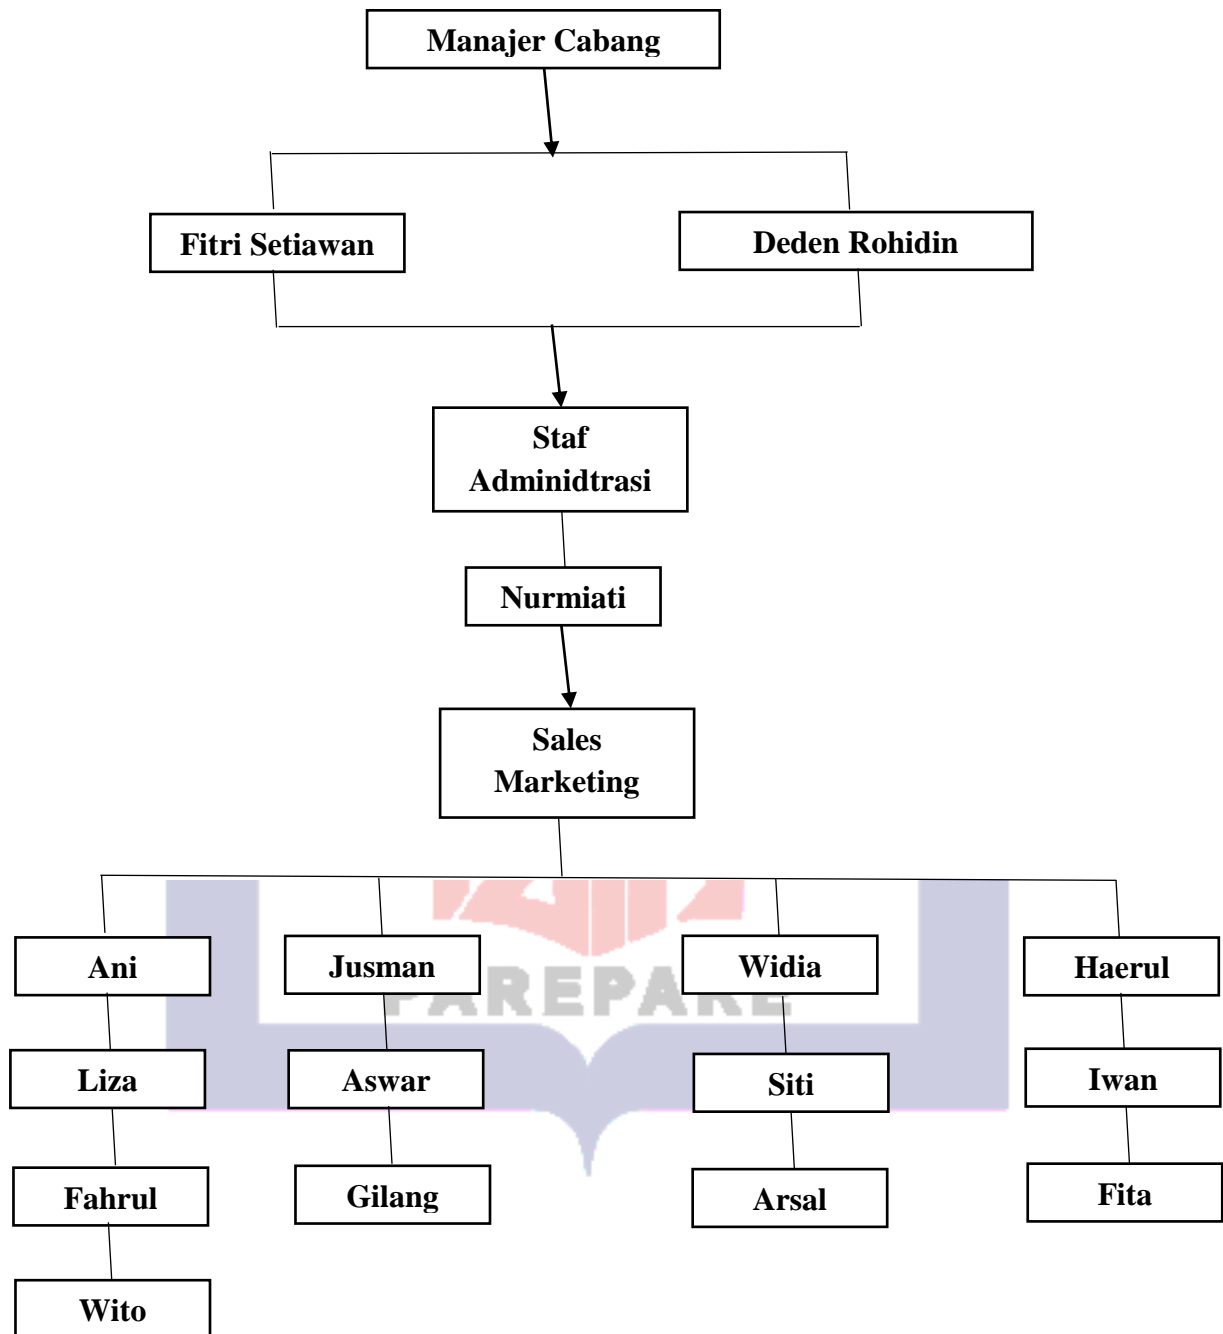 Manajer Cabang
Fitri Setiawan
Deden Rohidin
Staf
Adminidtrasi
Nurmiati
Sales
Marketing
Ani
Jusman
Widia
Haerul
PAREPARE
Liza
Aswar
Siti
Iwan
Fahrul
Gilang
Arsal
Fita
Wito